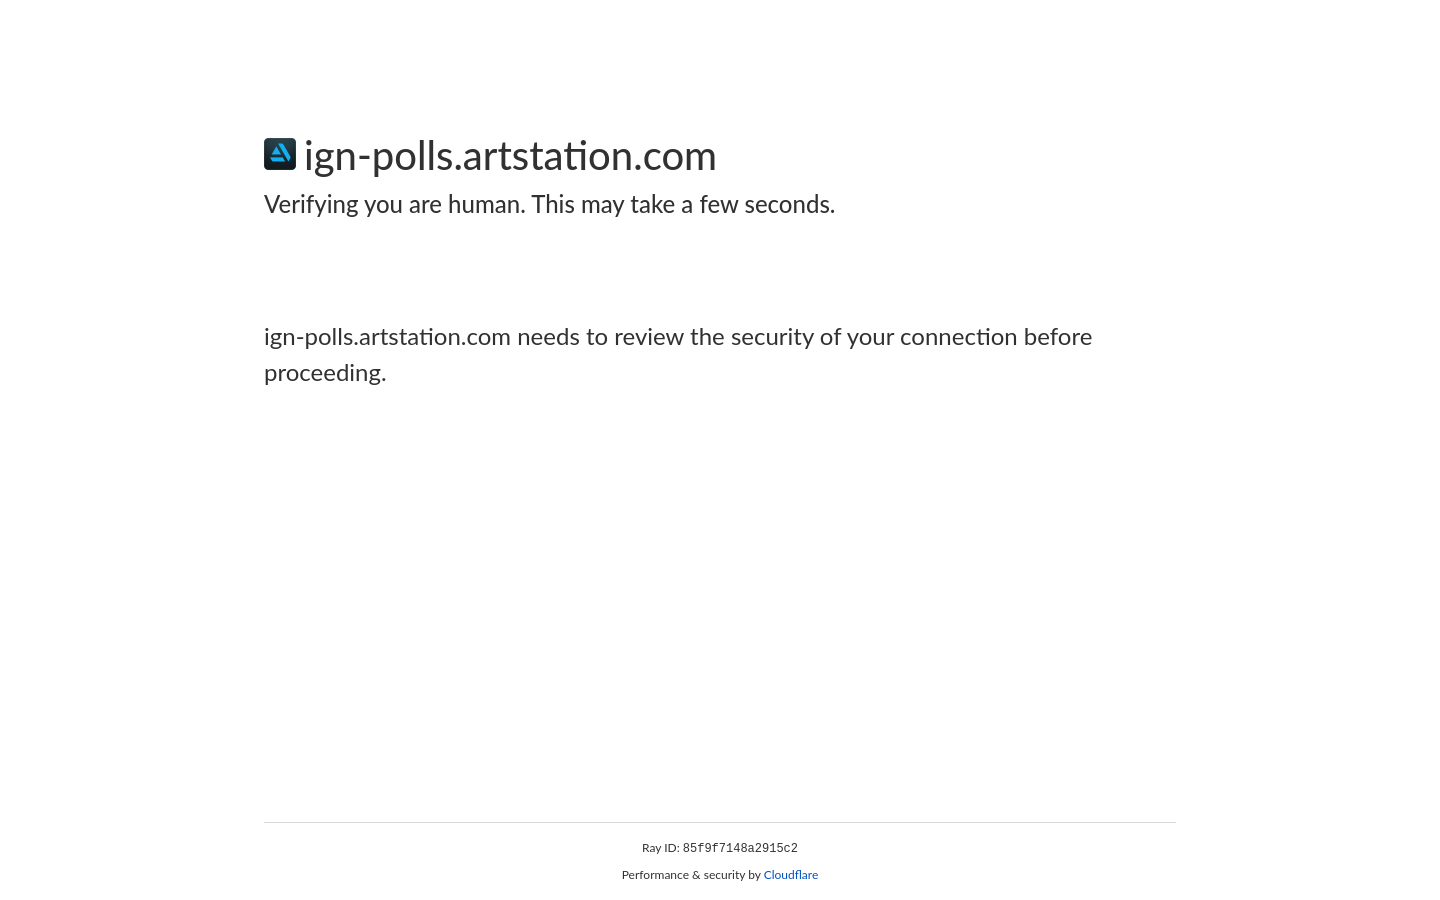 ign-polls.artstation.com
Verifying you are human. This may take a few seconds.
ign-polls.artstation.com needs to review the security of your connection before
proceeding.
Ray ID: 85f9f7148a2915c2
Performance & security by Cloudflare